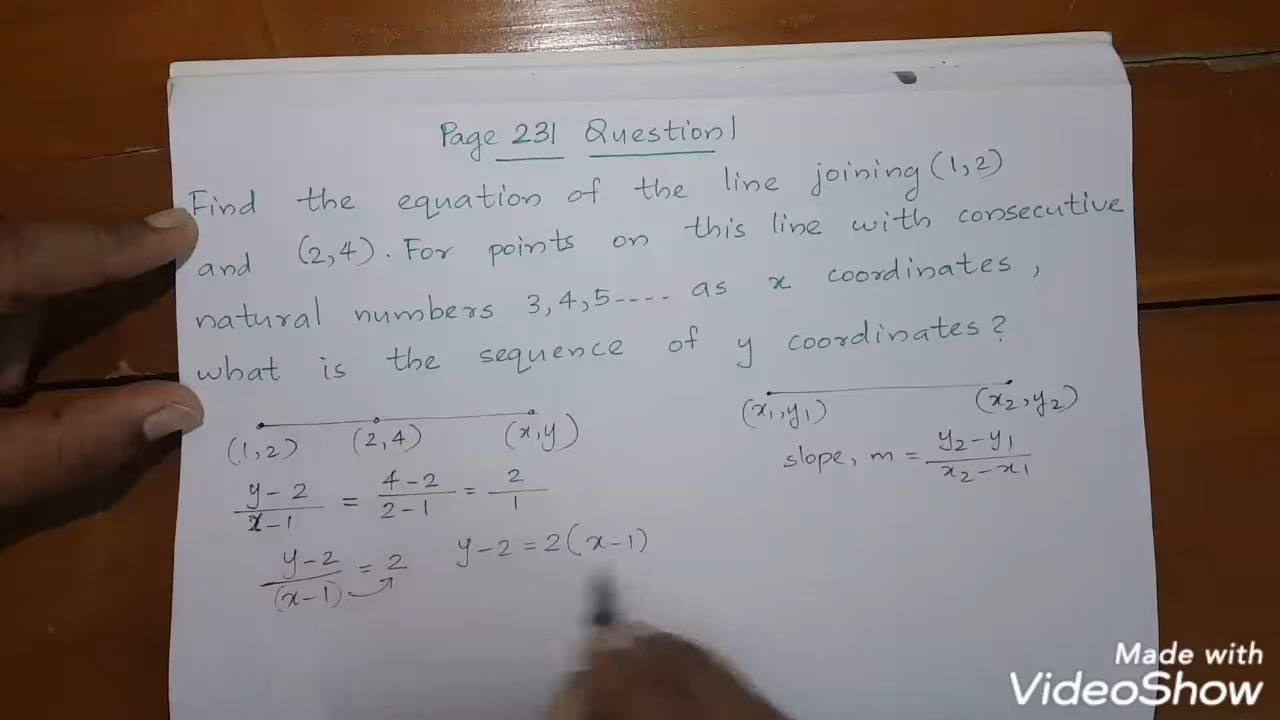 Page 231 Question 1
Find the equation of the line joining (1,2)
and (2,4). For points on this line with consecutive
natural numbers 3,4,5---- as x coordinates,
what is the sequence of y coordinates?
(1,2) (2,4) (x,y)
(x₁,y₁) (x₂,y₂)
slope, m = y₂-y₁/x₂-x₁
y-2/x-1 = 4-2/2-1 = 2/1
y-2/(x-1) = 2 y-2=2(x-1)
Made with
VideoShow